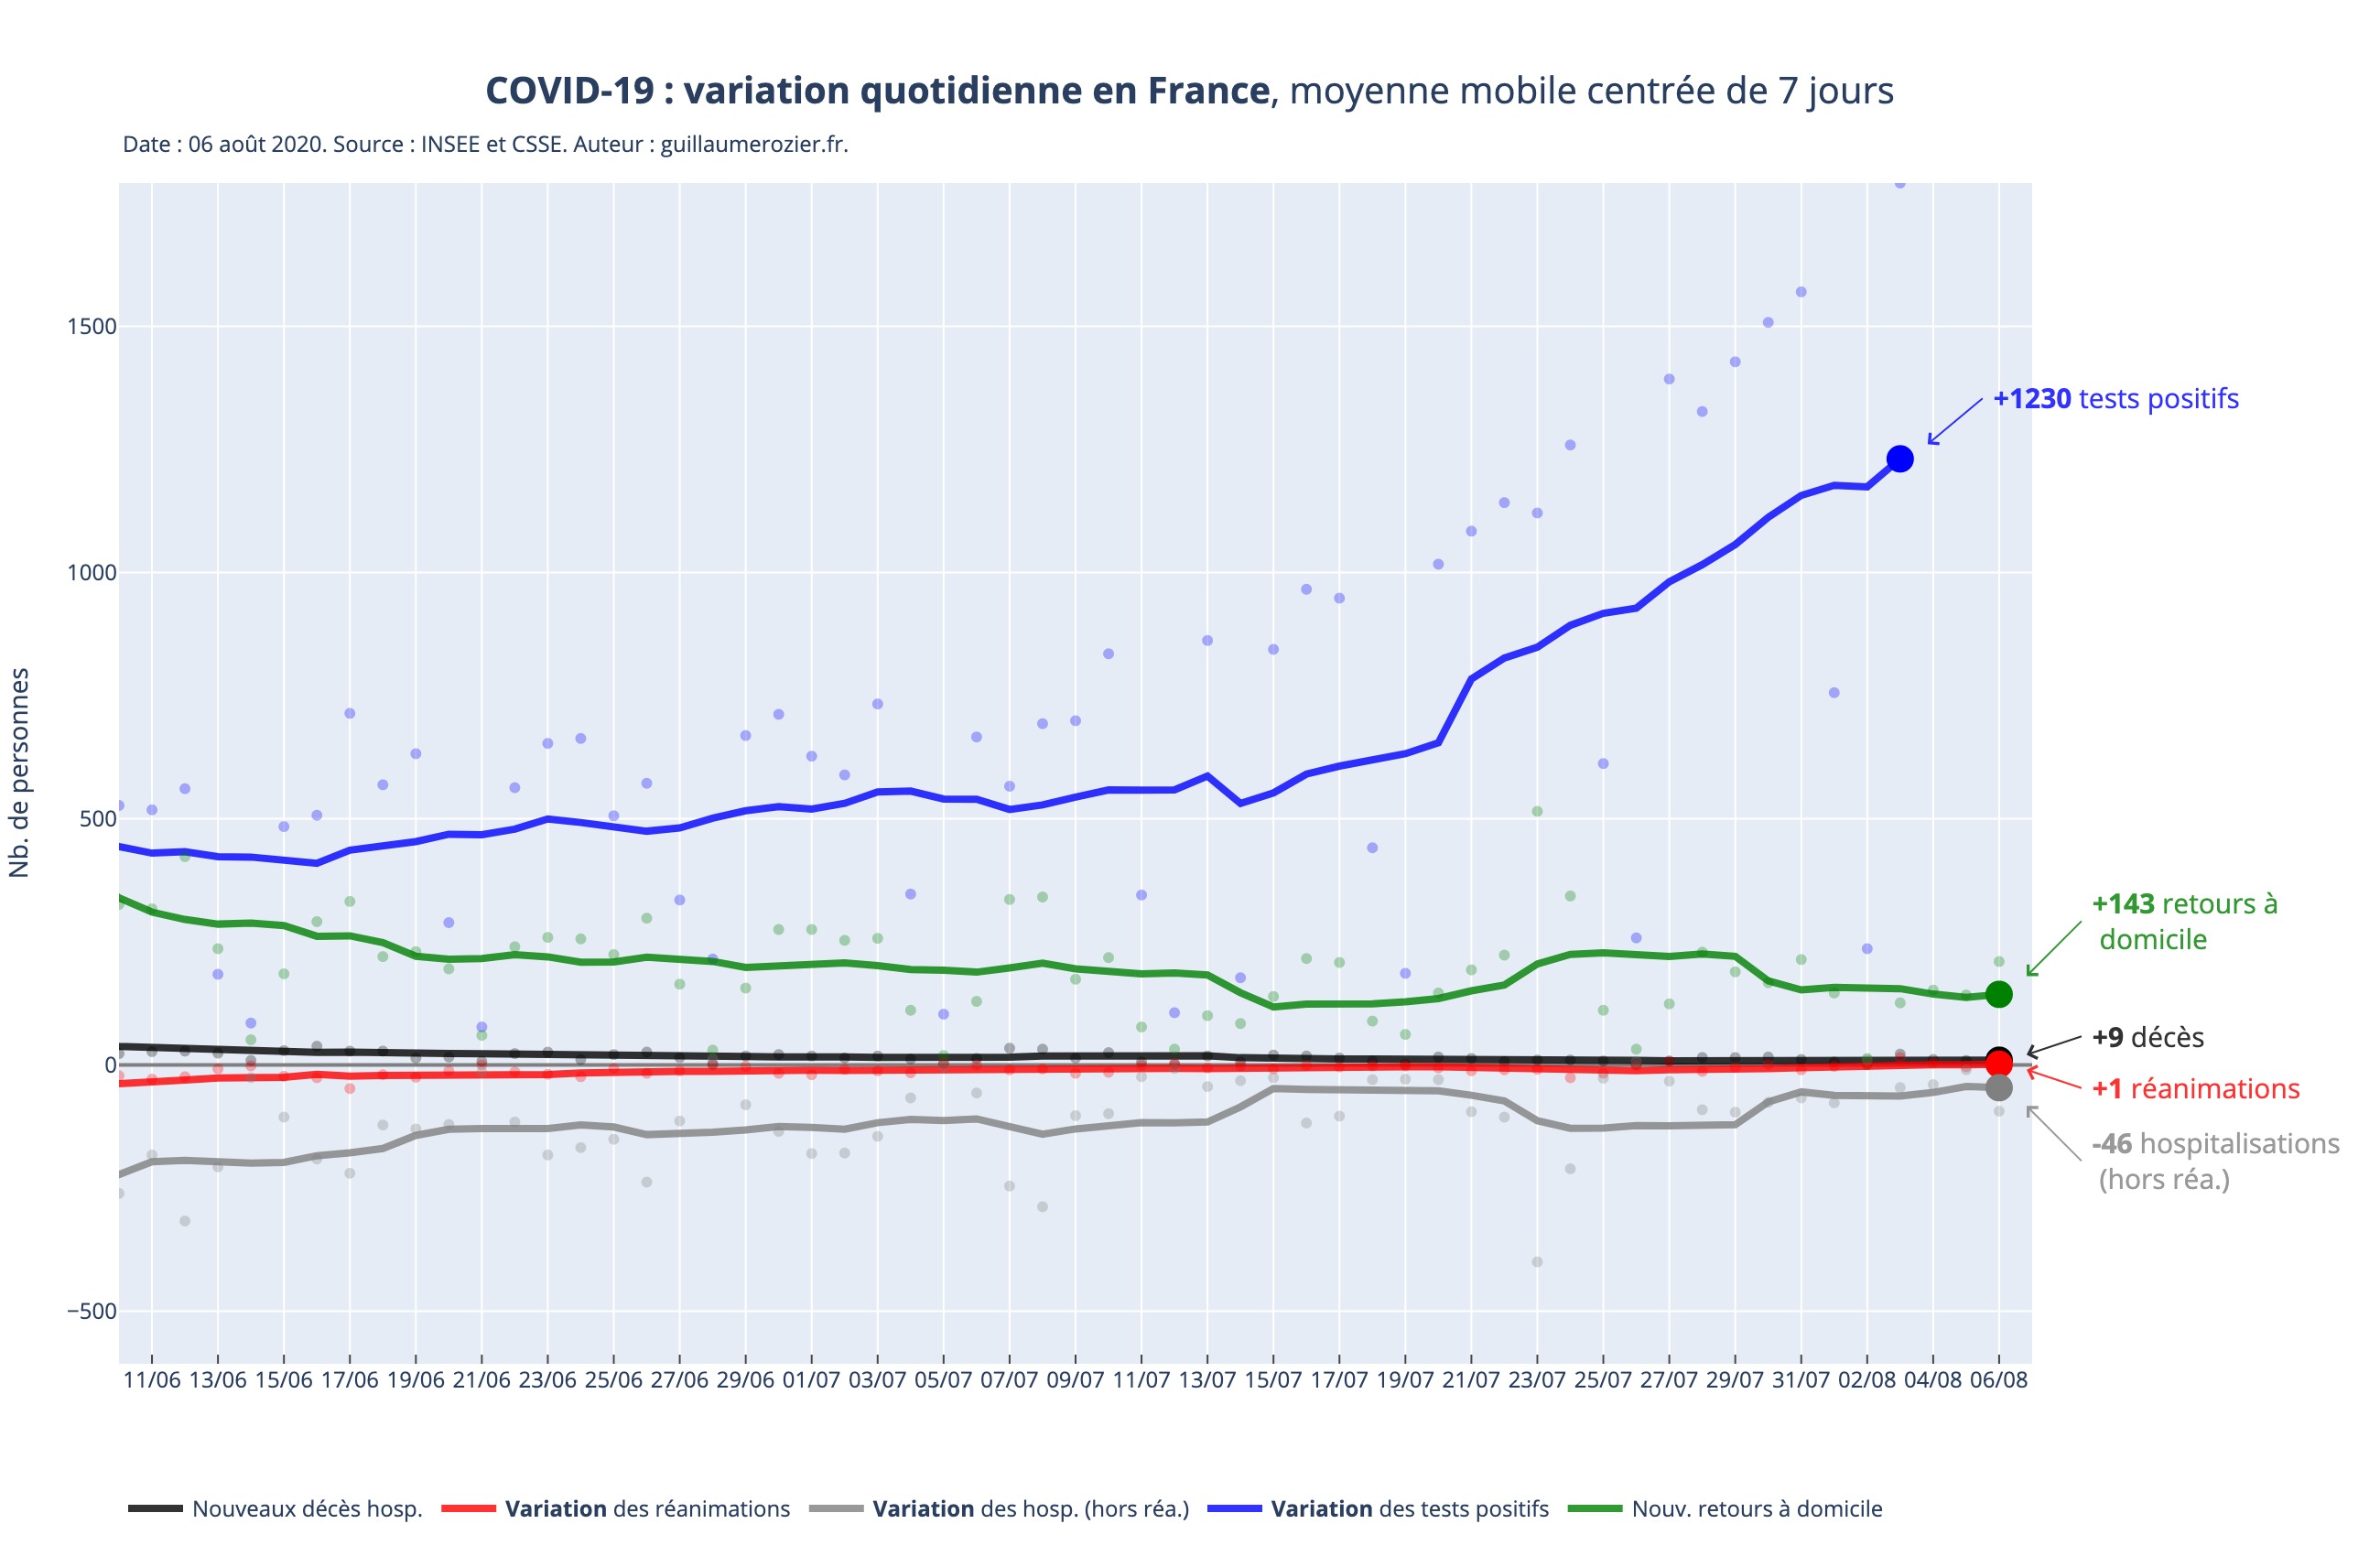 COVID-19 : variation quotidienne en France, moyenne mobile centrée de 7 jours
Date : 06 août 2020. Source : INSEE et CSSE. Auteur : guillaumerozier.fr.
Nb. de personnes
1500
1000
500
0
−500
+1230 tests positifs
+143 retours à
domicile
+9 décès
+1 réanimations
-46 hospitalisations
(hors réa.)
11/06 13/06 15/06 17/06 19/06 21/06 23/06 25/06 27/06 29/06 01/07 03/07 05/07 07/07 09/07 11/07 13/07 15/07 17/07 19/07 21/07 23/07 25/07 27/07 29/07 31/07 02/08 04/08 06/08
Nouveaux décès hosp. Variation des réanimations Variation des hosp. (hors réa.) Variation des tests positifs Nouv. retours à domicile